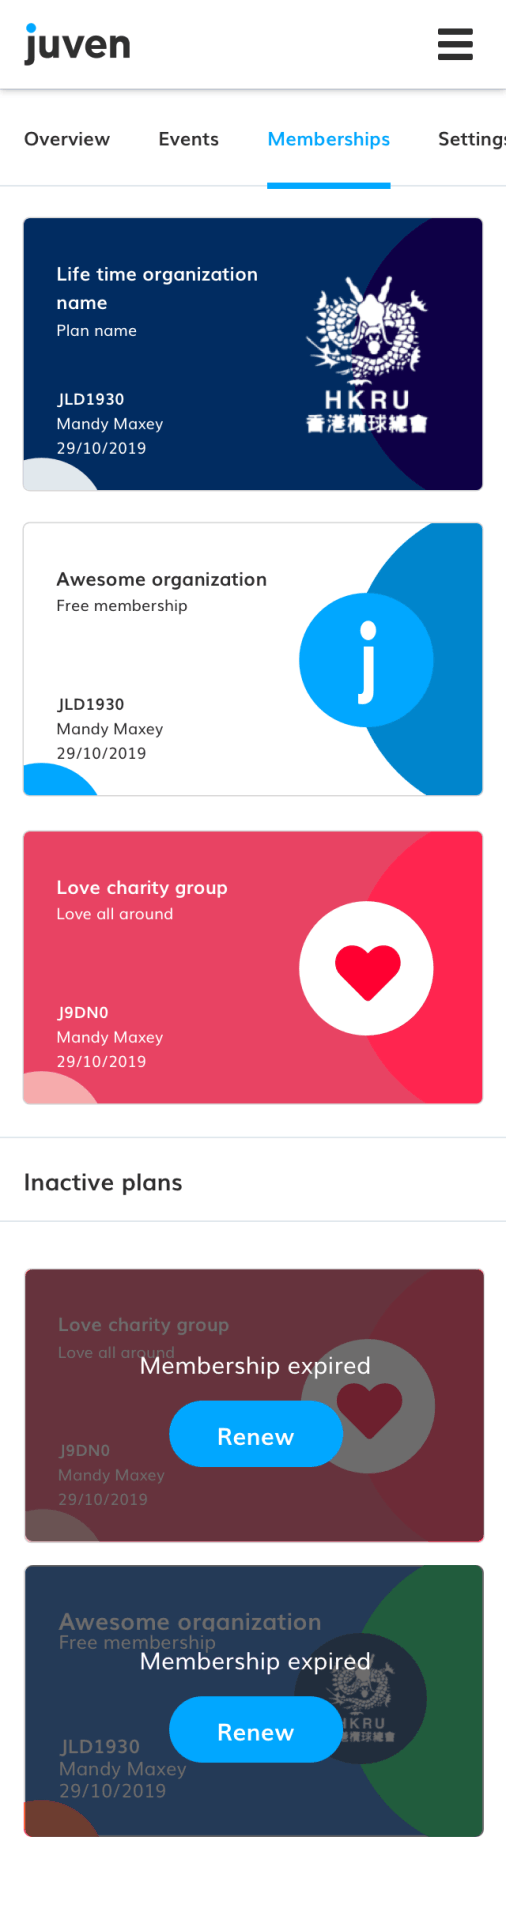 juven
Overview Events Memberships Settings
Life time organization
name
Plan name
JLD1930
Mandy Maxey
29/10/2019
HKRU
香港欖球總會
Awesome organization
Free membership
JLD1930
Mandy Maxey
29/10/2019
j
Love charity group
Love all around
J9DN0
Mandy Maxey
29/10/2019
Inactive plans
Love charity group
Love all around
Membership expired
Renew
J9DN0
Mandy Maxey
29/10/2019
Awesome organization
Free membership
Membership expired
Renew
HKRU
港欖球總會
JLD1930
Mandy Maxey
29/10/2019